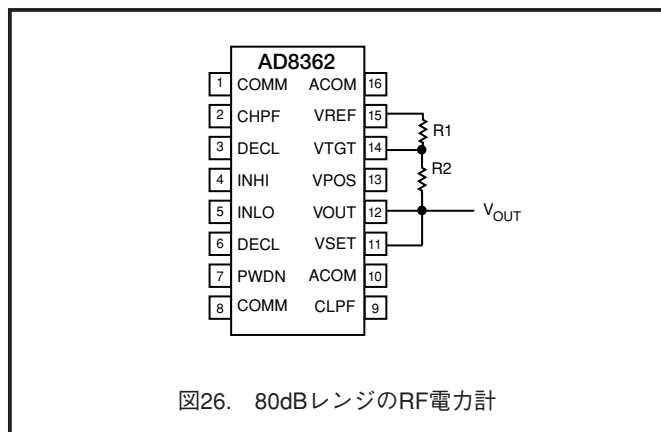 AD8362
1 COMM ACOM 16
2 CHPF VREF 15
R1
3 DECL VTGT 14
R2
4 INHI VPOS 13
5 INLO VOUT 12
VOUT
6 DECL VSET 11
7 PWDN ACOM 10
8 COMM CLPF 9
図26. 80dBレンジのRF電力計